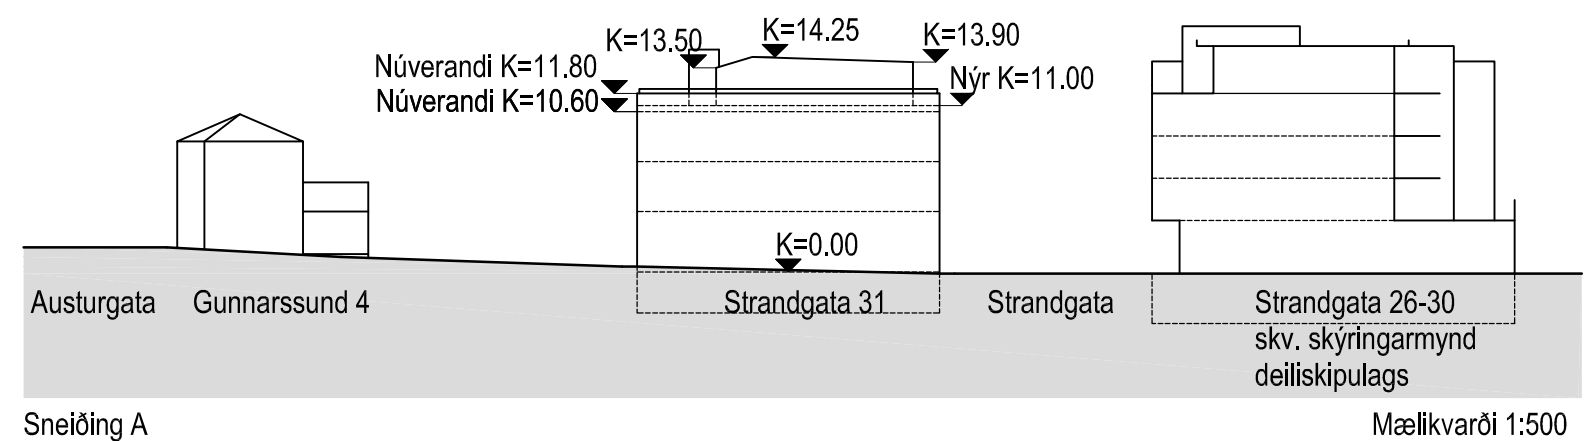 K=13.50
K=14.25
K=13.90
Núverandi K=11.80
Nýr K=11.00
Núverandi K=10.60
K=0.00
Austurgata
Gunnarssund 4
Strandgata 31
Strandgata
Strandgata 26-30
skv. skýringarmynd
deiliskipulags
Sneiðing A
Mælikvarði 1:500